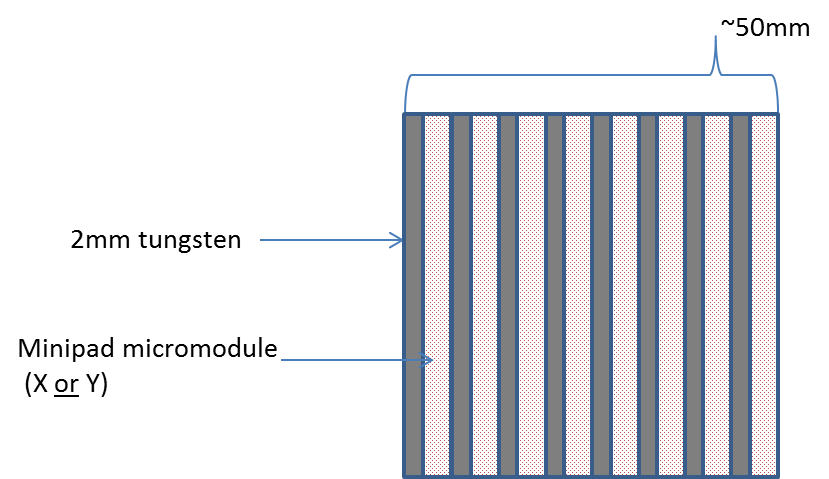 ~50mm
2mm tungsten
Minipad micromodule
(X or Y)